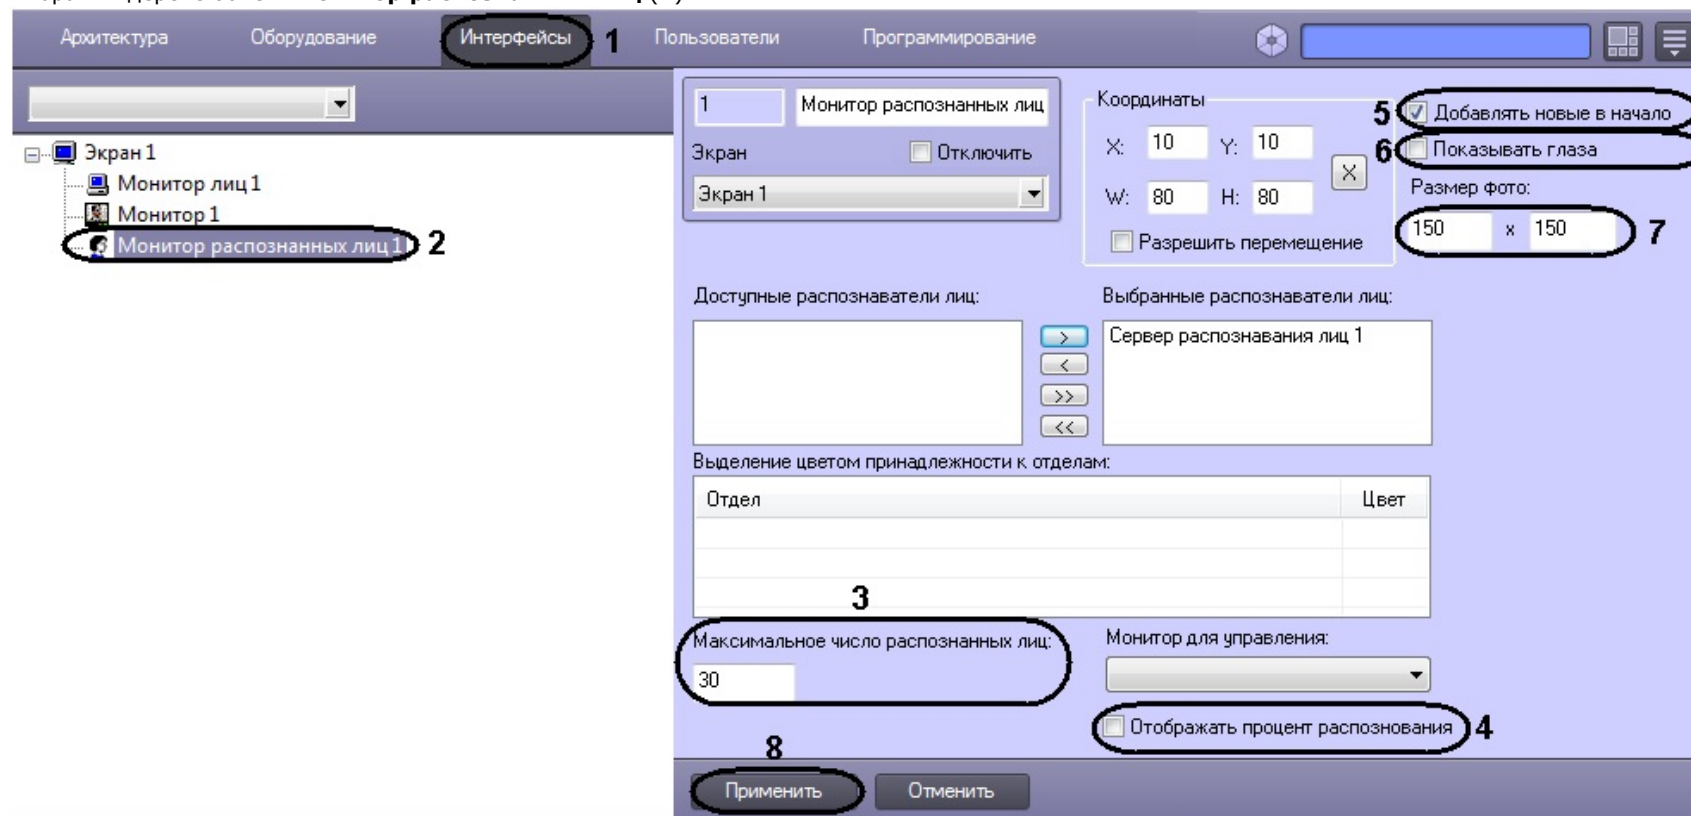 Архитектура Оборудование Интерфейсы 1 Пользователи Программирование
Экран 1
Монитор лиц 1
Монитор 1
Монитор распознанных лиц 1 2
1 Монитор распознанных лиц
Экран Отключить
Экран 1
Координаты
X: 10 Y: 10
X
W: 80 H: 80
Разрешить перемещение
5 Добавлять новые в начало
6 Показывать глаза
Размер фото:
150 x 150 7
Доступные распознаватели лиц:
Выбранные распознаватели лиц:
Сервер распознавания лиц 1
>
<
>>
<<
Выделение цветом принадлежности к отделам:
Отдел Цвет
3
Максимальное число распознанных лиц:
30
Монитор для управления:
Отображать процент распознования 4
8
Применить Отменить